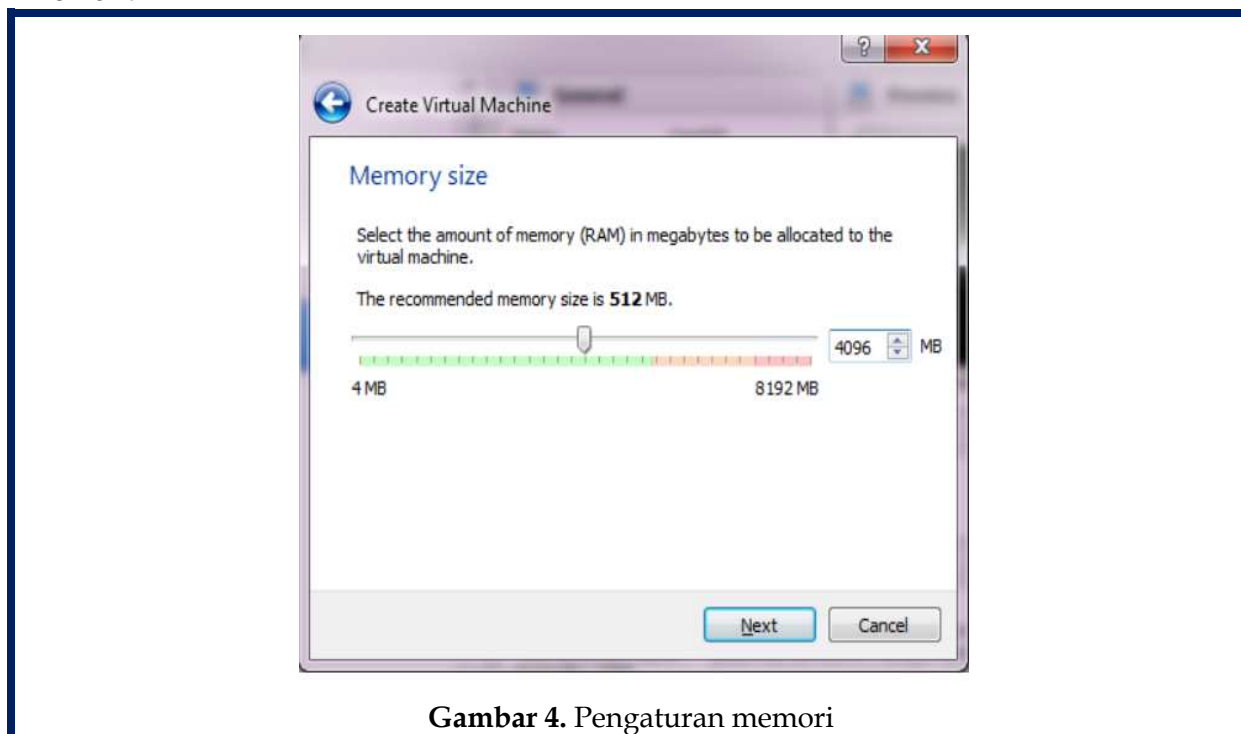 ?
X
Create Virtual Machine
Memory size
Select the amount of memory (RAM) in megabytes to be allocated to the
virtual machine.
The recommended memory size is 512 MB.
4096 MB
4 MB 8192 MB
Next Cancel
Gambar 4. Pengaturan memori